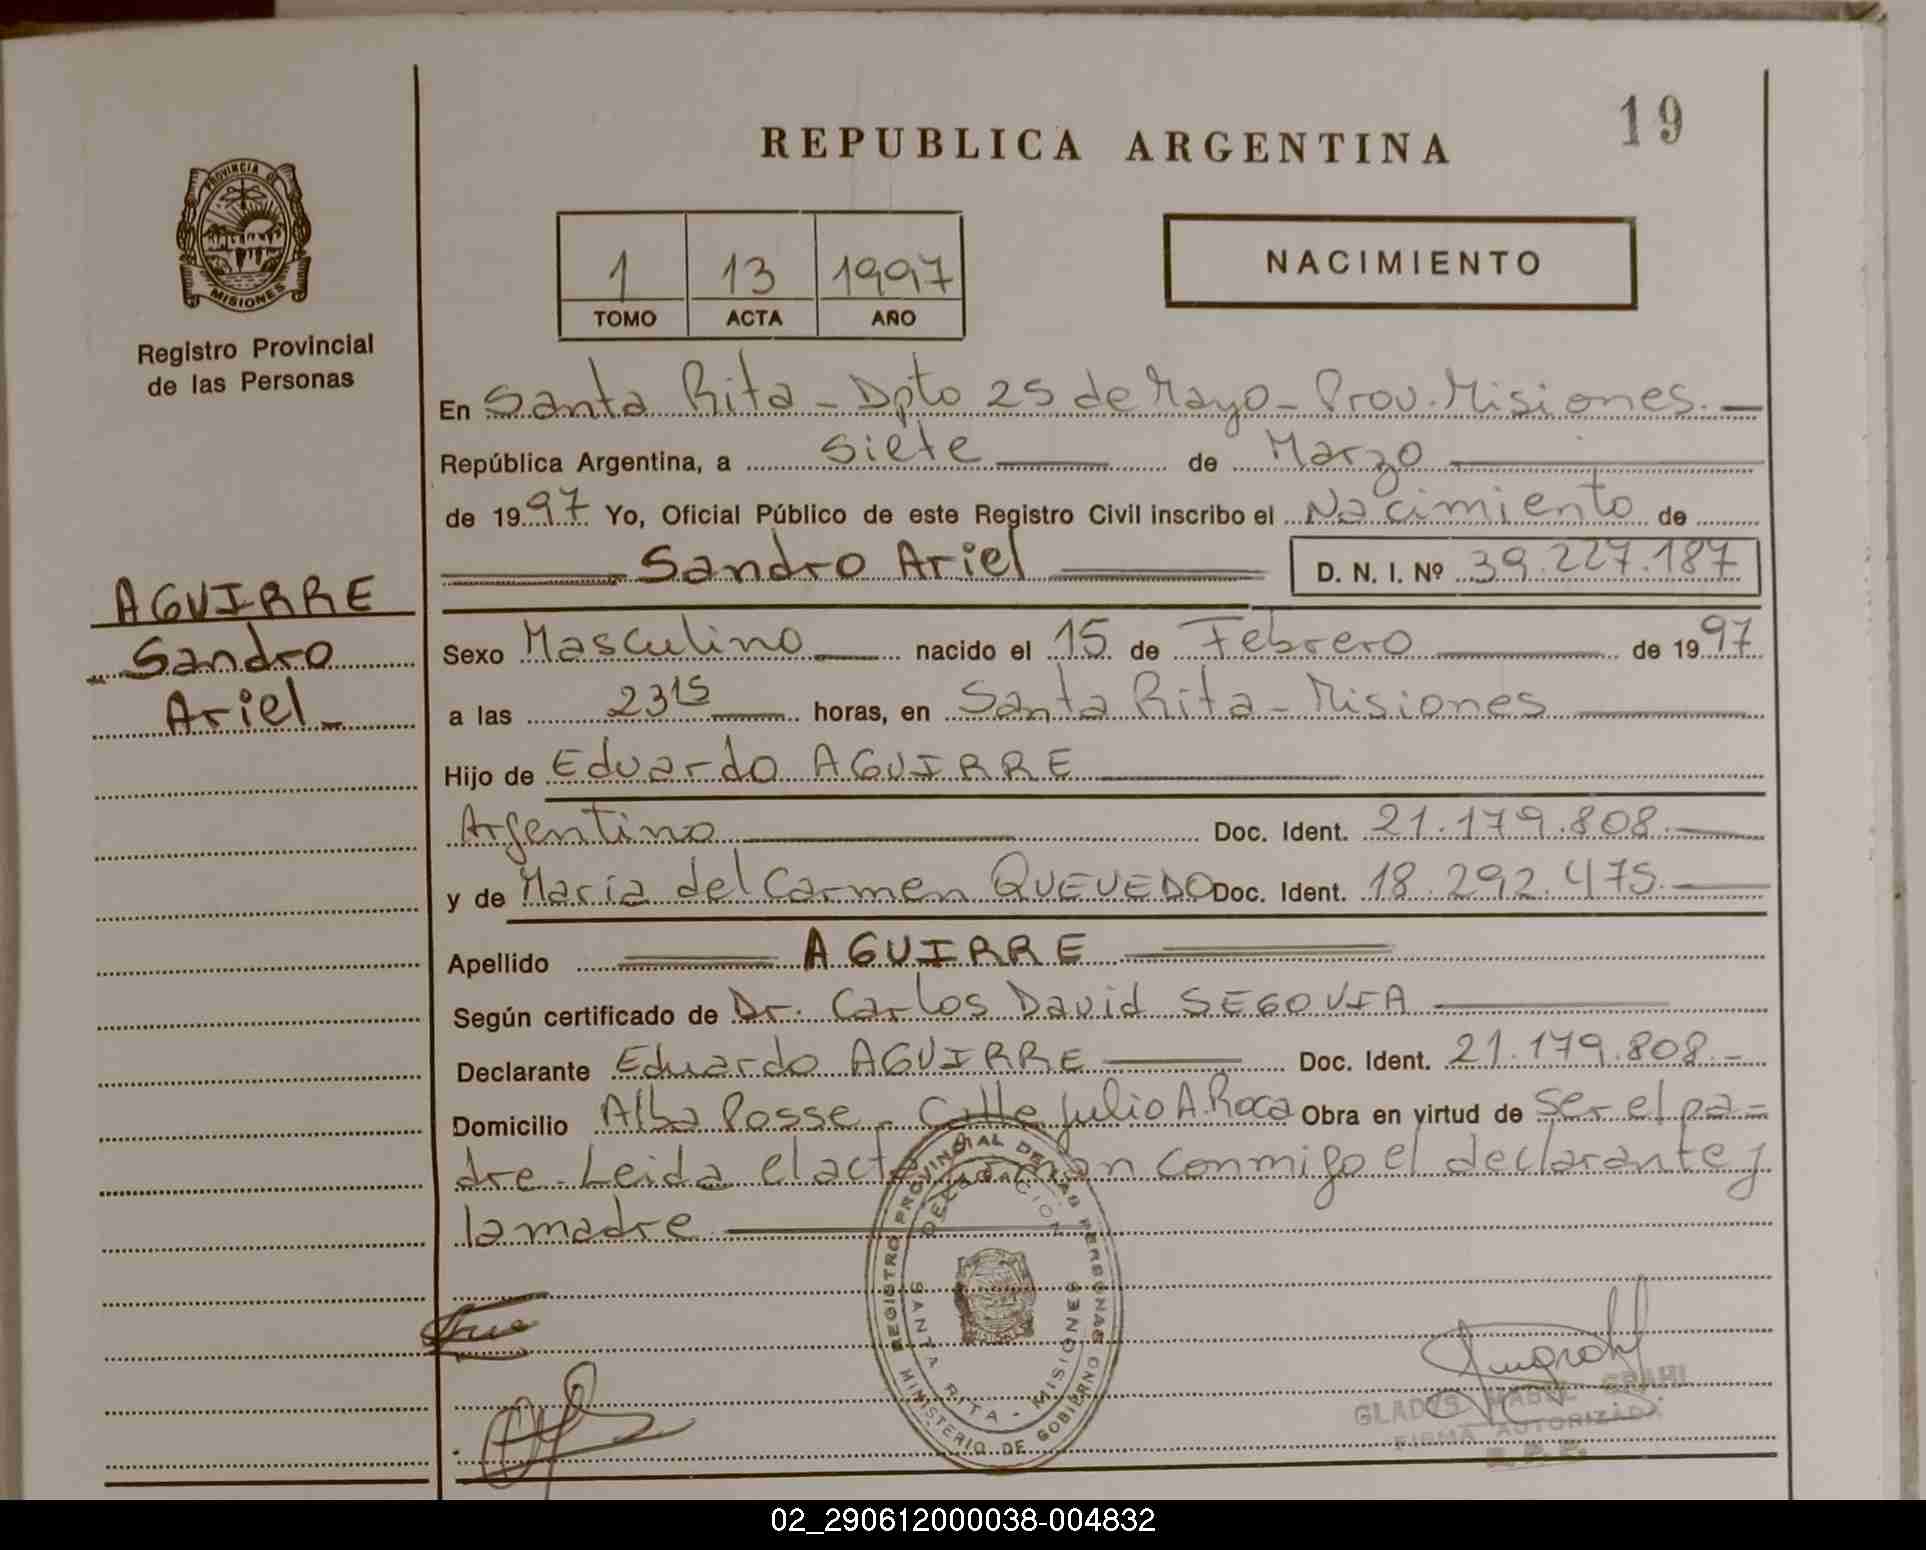 19
REPUBLICA ARGENTINA
PROVINCIA DE
MISIONES
Registro Provincial
de las Personas
1 13 1997
TOMO ACTA AÑO
NACIMIENTO
En Santa Rita - Dpto 25 de Mayo - Prov. Misiones.
República Argentina, a siete de Marzo
de 1997 Yo, Oficial Público de este Registro Civil inscribo el Nacimiento de
Sandro Ariel D. N. I. Nº 39.227.187
AGUIRRE
Sandro
Ariel
Sexo Masculino nacido el 15 de Febrero de 1997
a las 23 15 horas, en Santa Rita - Misiones
Hijo de Eduardo AGUIRRE
Argentino Doc. Ident. 21.179.808
y de Maria del Carmen QUEVEDO Doc. Ident. 18.292.475
Apellido AGUIRRE
Según certificado de Dr. Carlos David SEGOVIA
Declarante Eduardo AGUIRRE Doc. Ident. 21.179.808
Domicilio Alba Posse - Calle Julio A. Roca Obra en virtud de ser el pa-
dre. Leida el acta firman conmigo el declarante y
la madre
REGISTRO PROVINCIAL DE LAS PERSONAS
DELEGACION
SANTA RITA - MISIONES
MINISTERIO DE GOBIERNO
GLADYS MABEL
FIRMA AUTORIZADA
02_290612000038-004832